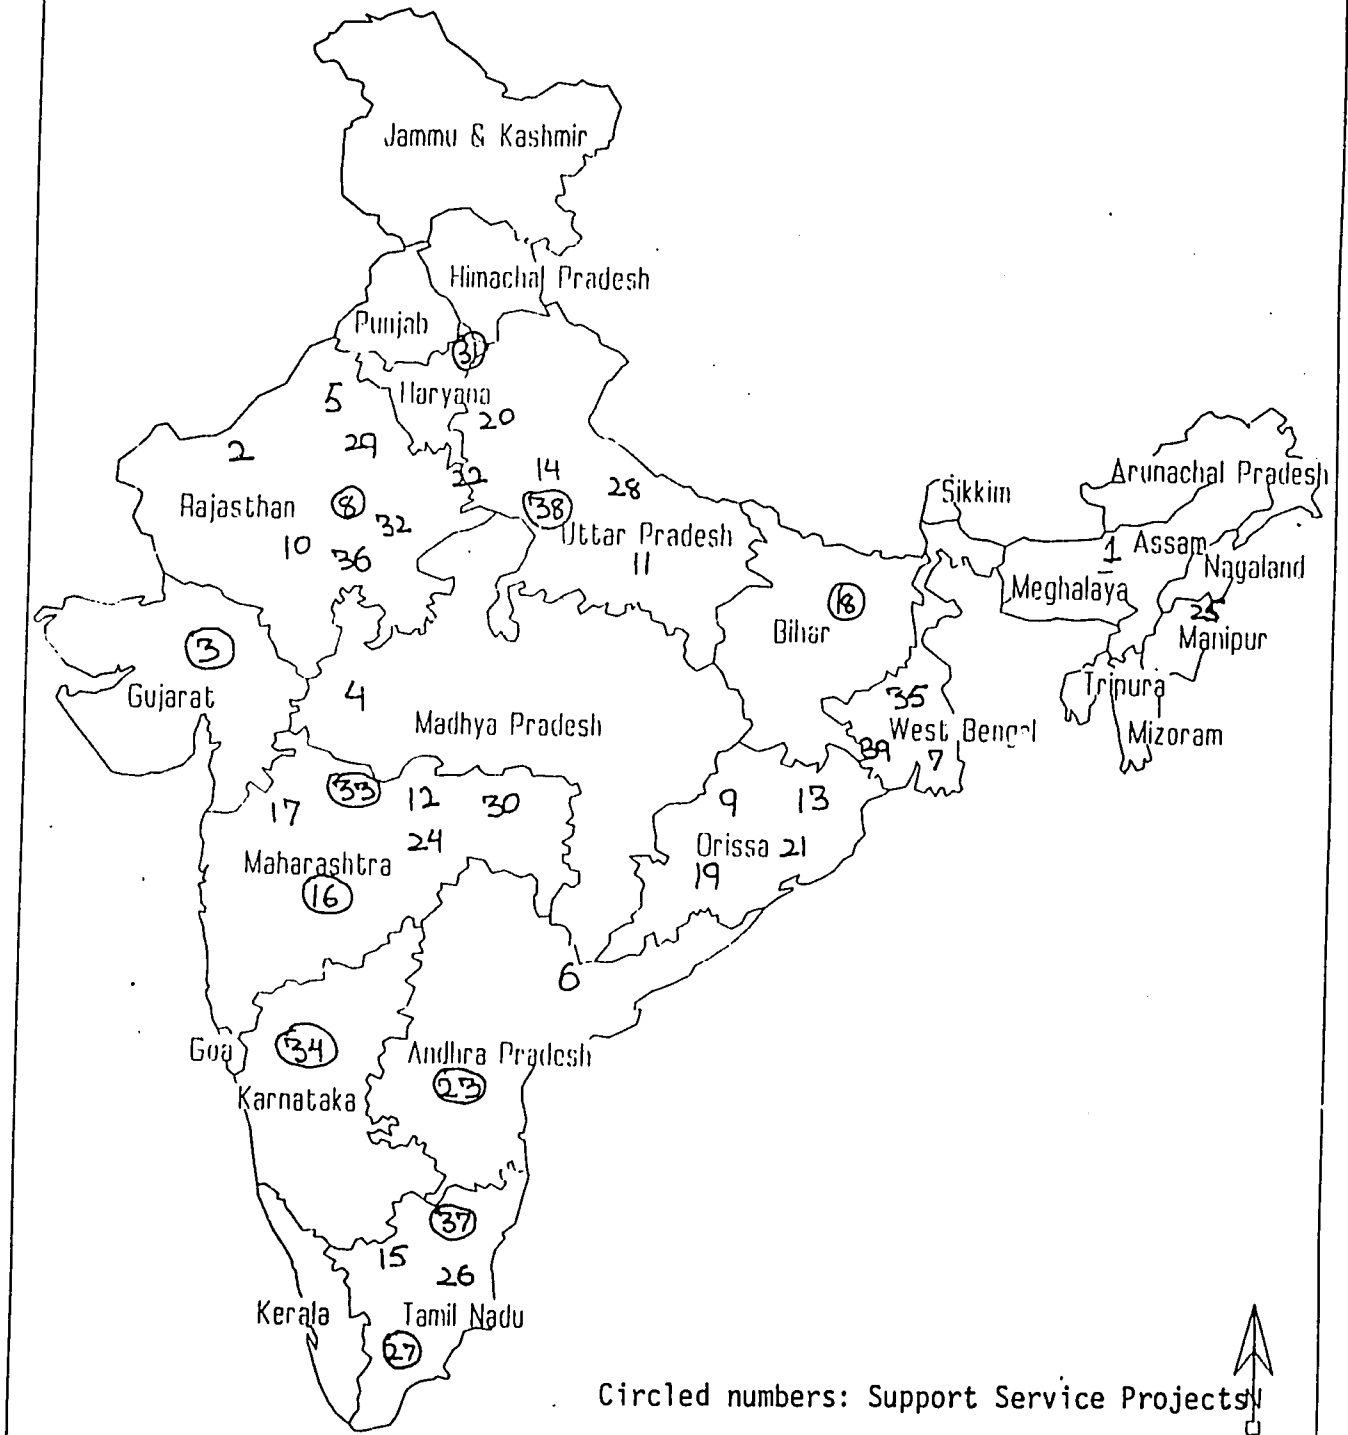 Jammu & Kashmir
Himachal Pradesh
Punjab
31
Haryana
5
20
2
29
32
14
28
Arunachal Pradesh
Sikkim
Rajasthan
8
38
32
Uttar Pradesh
10
36
11
1
Assam
Nagaland
Meghalaya
18
Bihar
25
Manipur
3
Gujarat
4
35
Tripura
Madhya Pradesh
West Bengal
Mizoram
39
7
33
17
12
30
9
13
24
Orissa
21
Maharashtra
19
16
6
Goa
34
Andhra Pradesh
23
Karnataka
37
15
26
Kerala
Tamil Nadu
27
Circled numbers: Support Service Projects
N